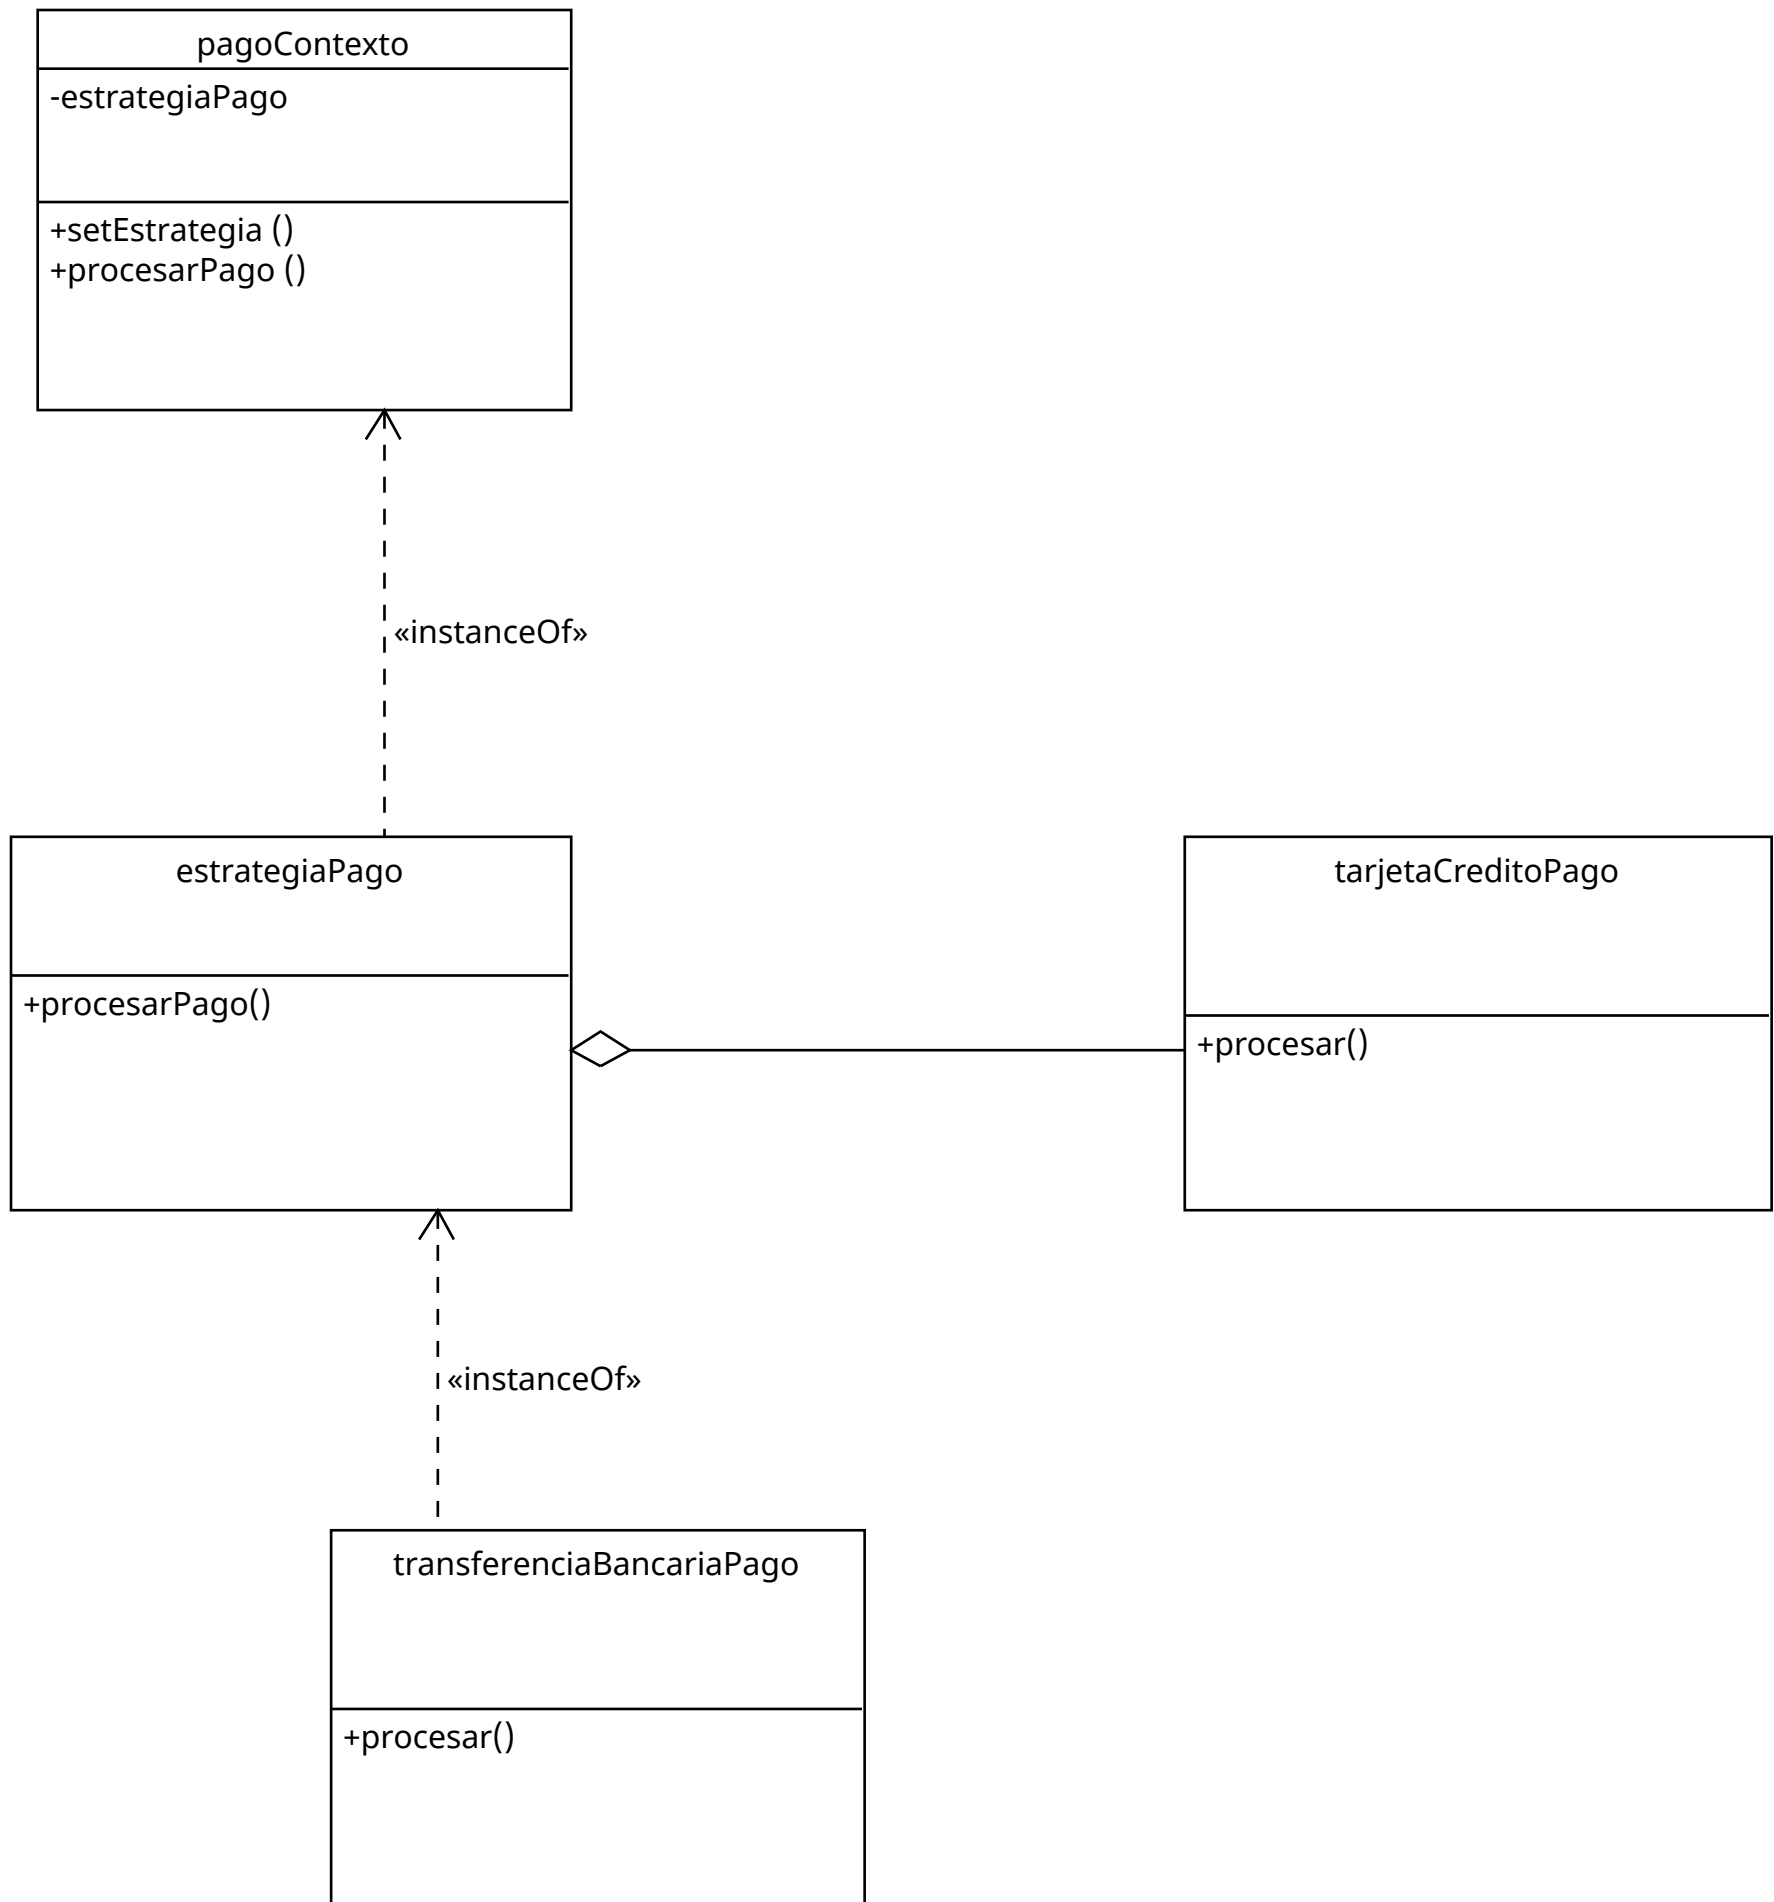 pagoContexto
-estrategiaPago
+setEstrategia ()
+procesarPago ()
«instanceOf»
estrategiaPago
+procesarPago()
tarjetaCreditoPago
+procesar()
«instanceOf»
transferenciaBancariaPago
+procesar()